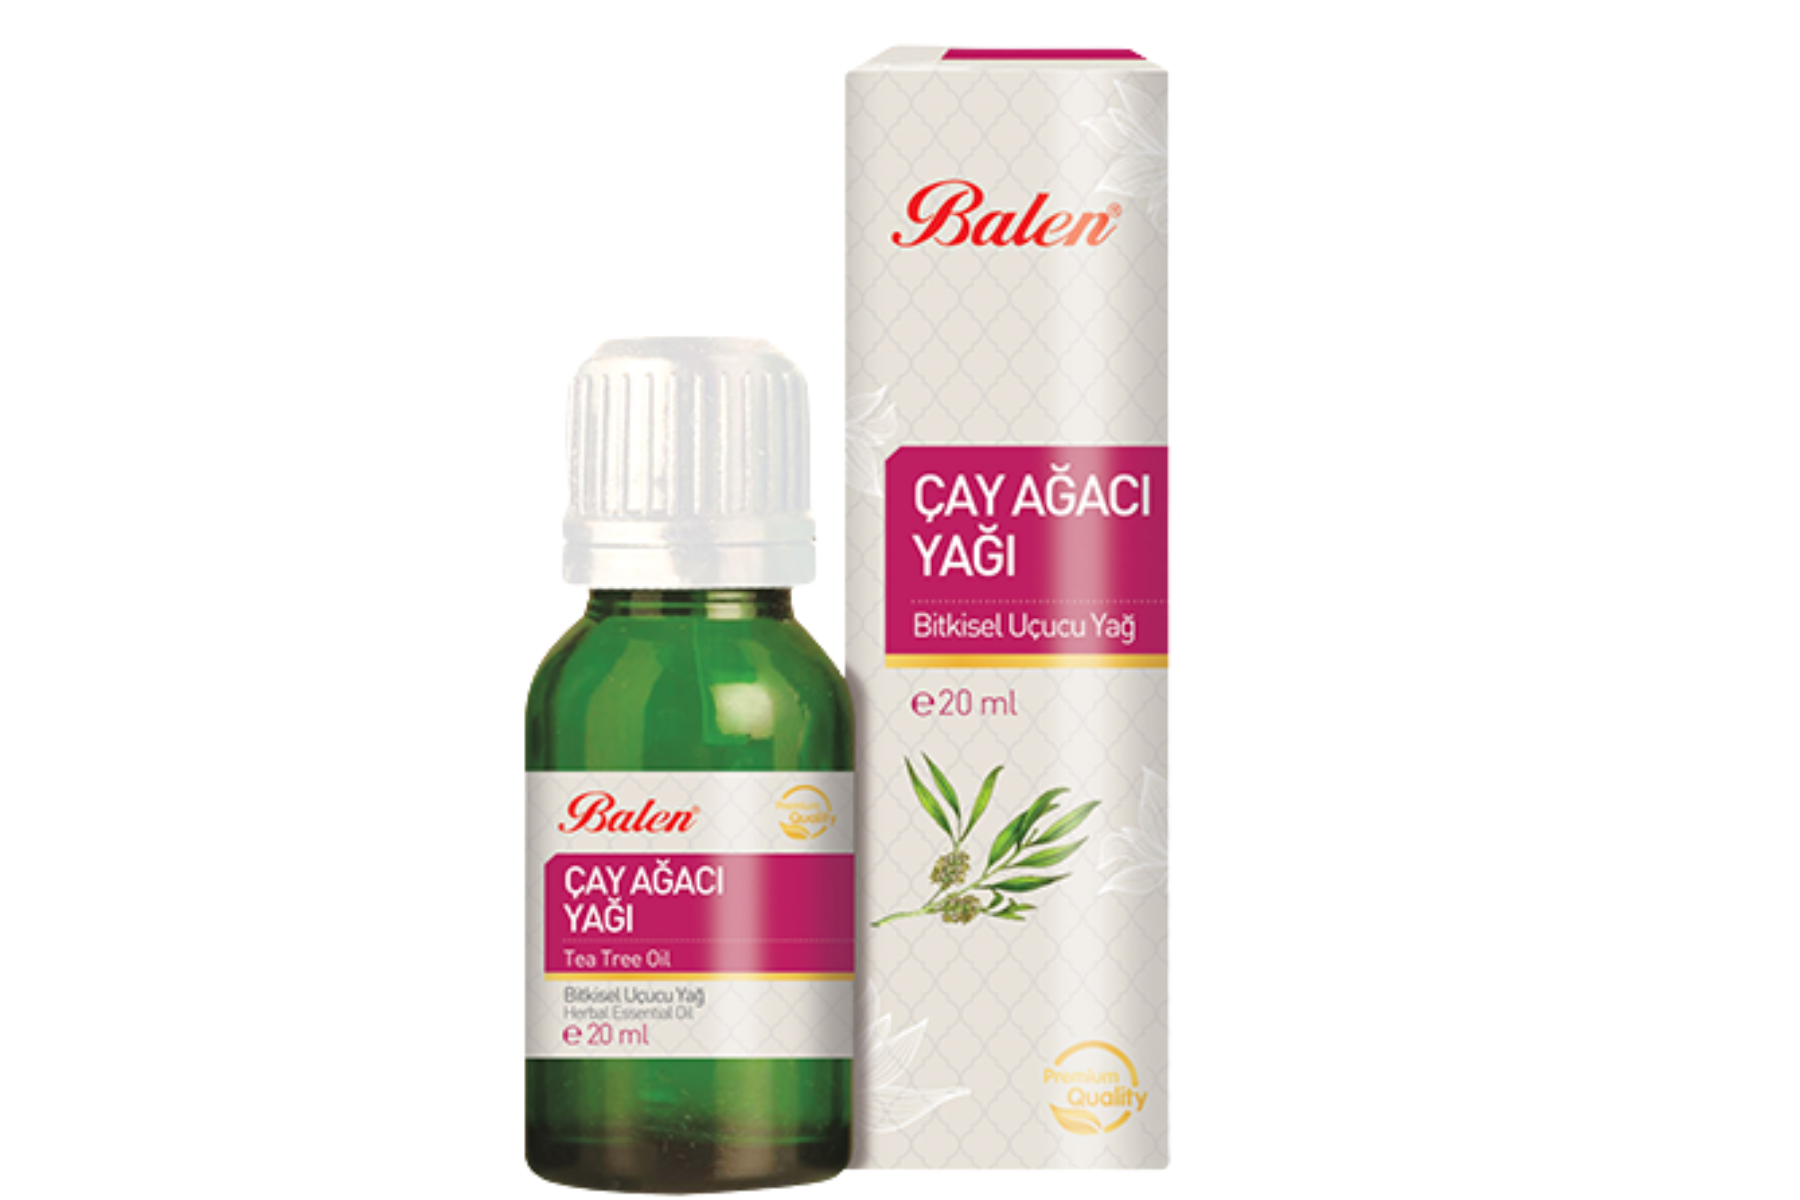 Balen®
ÇAY AĞACI
YAĞI
Bitkisel Uçucu Yağ
℮20 ml
Premium
Quality
Balen®
Premium
Quality
ÇAY AĞACI
YAĞI
Tea Tree Oil
Bitkisel Uçucu Yağ
Herbal Essential Oil
℮ 20 ml